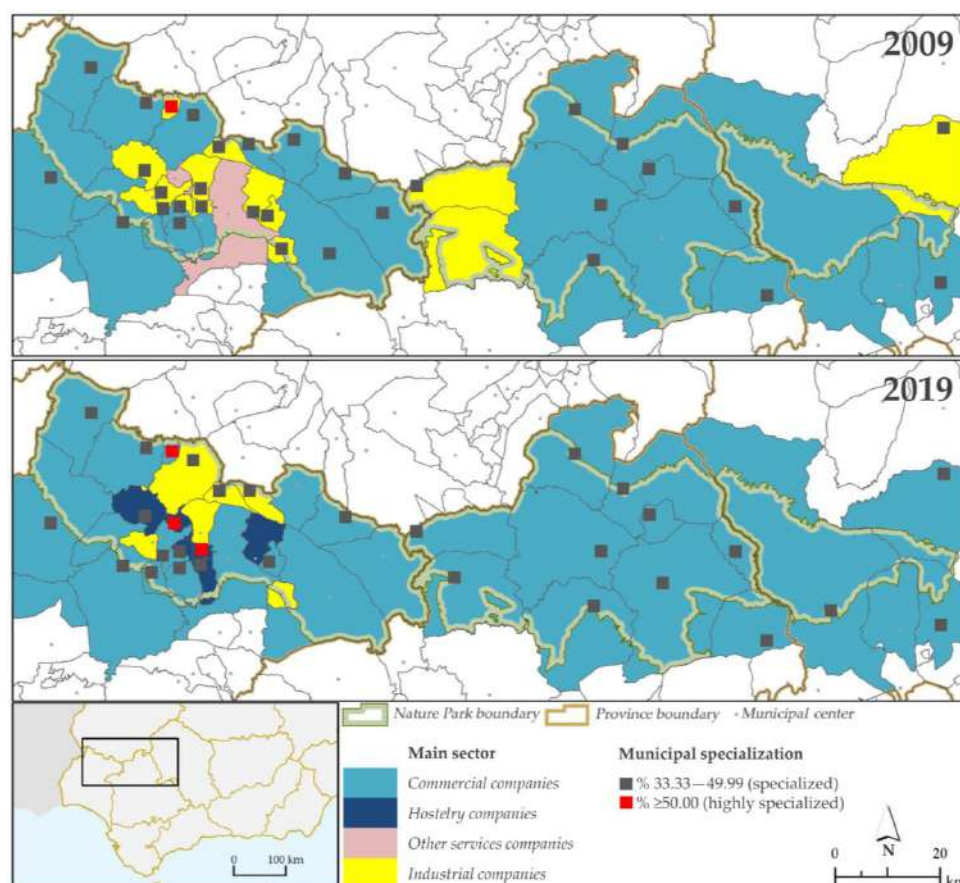 2009
2019
Nature Park boundary
Province boundary
Municipal center
Main sector
Commercial companies
Hostelry companies
Other services companies
Industrial companies
Municipal specialization
% 33.33—49.99 (specialized)
% ≥50.00 (highly specialized)
0 100 km
N
0 20
km